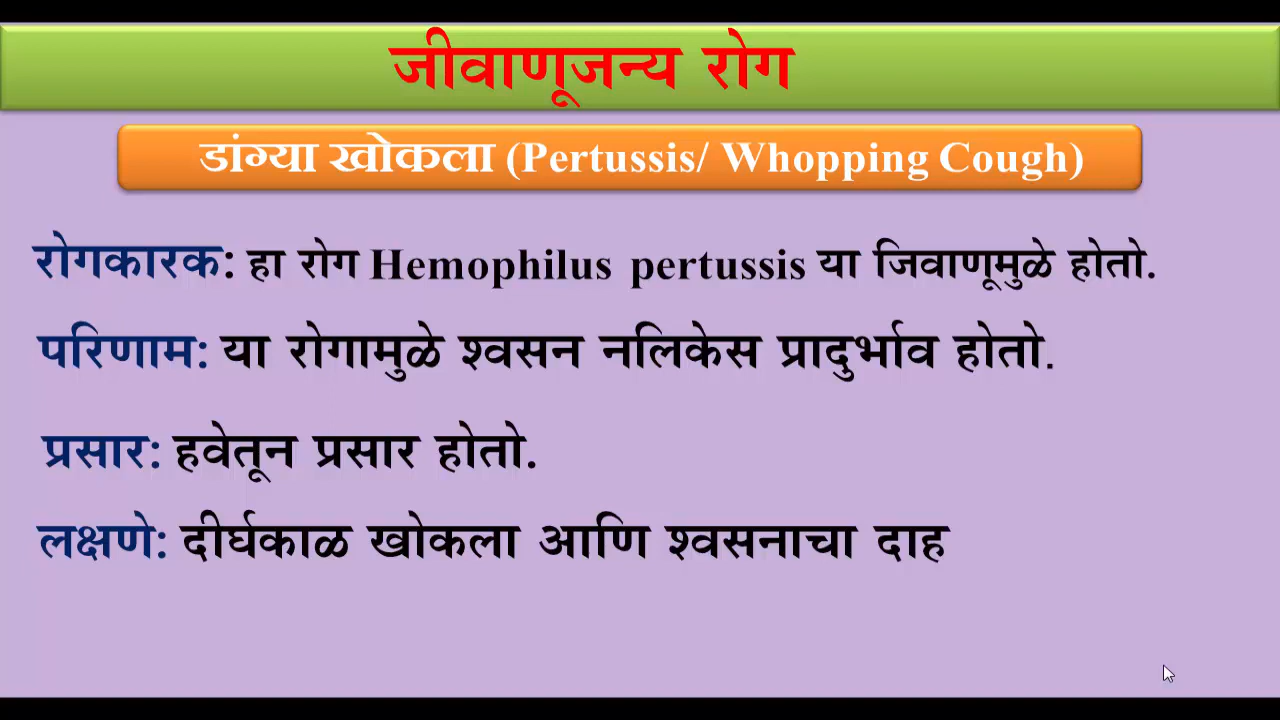 जीवाणूजन्य रोग
डांग्या खोकला (Pertussis/ Whopping Cough)
रोगकारक: हा रोग Hemophilus pertussis या जिवाणूमुळे होतो.
परिणाम: या रोगामुळे श्वसन नलिकेस प्रादुर्भाव होतो.
प्रसार: हवेतून प्रसार होतो.
लक्षणे: दीर्घकाळ खोकला आणि श्वसनाचा दाह